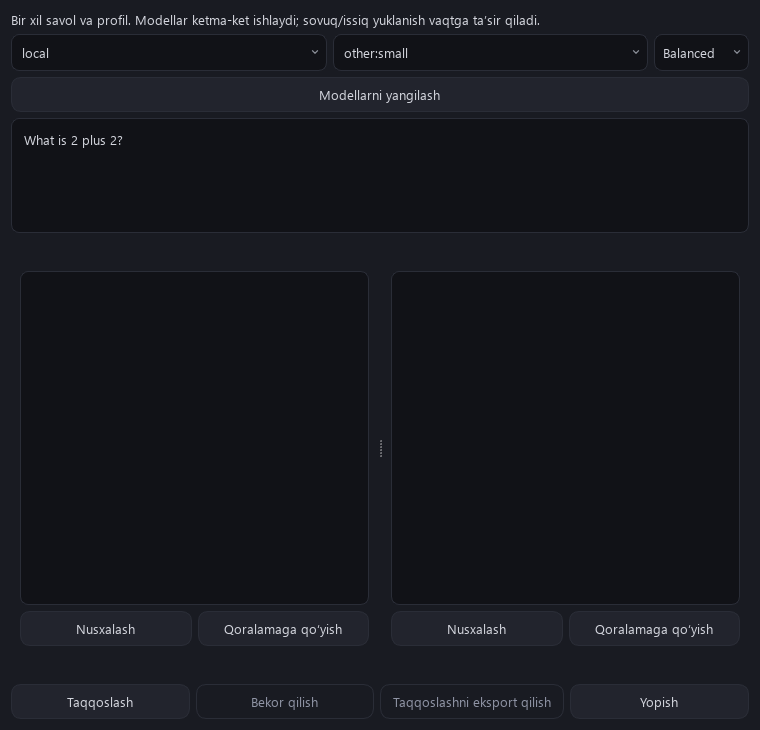 Bir xil savol va profil. Modellar ketma-ket ishlaydi; sovuq/issiq yuklanish vaqtga ta’sir qiladi.
local other:small Balanced
Modellarni yangilash
What is 2 plus 2?
Nusxalash Qoralamaga qo‘yish Nusxalash Qoralamaga qo‘yish
Taqqoslash Bekor qilish Taqqoslashni eksport qilish Yopish